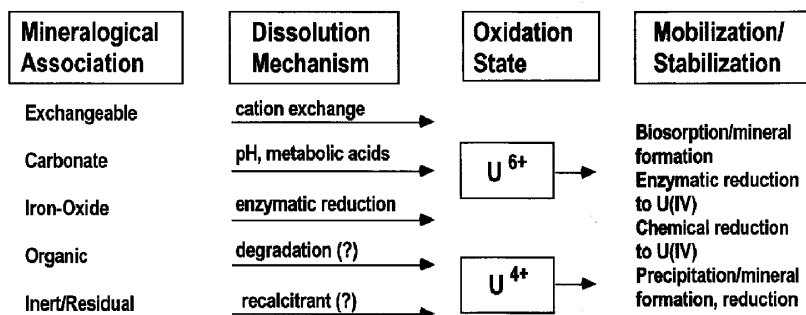 Mineralogical
Association
Dissolution
Mechanism
Oxidation
State
Mobilization/
Stabilization
Exchangeable
cation exchange
Carbonate
pH, metabolic acids
Iron-Oxide
enzymatic reduction
Organic
degradation (?)
Inert/Residual
recalcitrant (?)
U 6+
U 4+
Biosorption/mineral
formation
Enzymatic reduction
to U(IV)
Chemical reduction
to U(IV)
Precipitation/mineral
formation, reduction